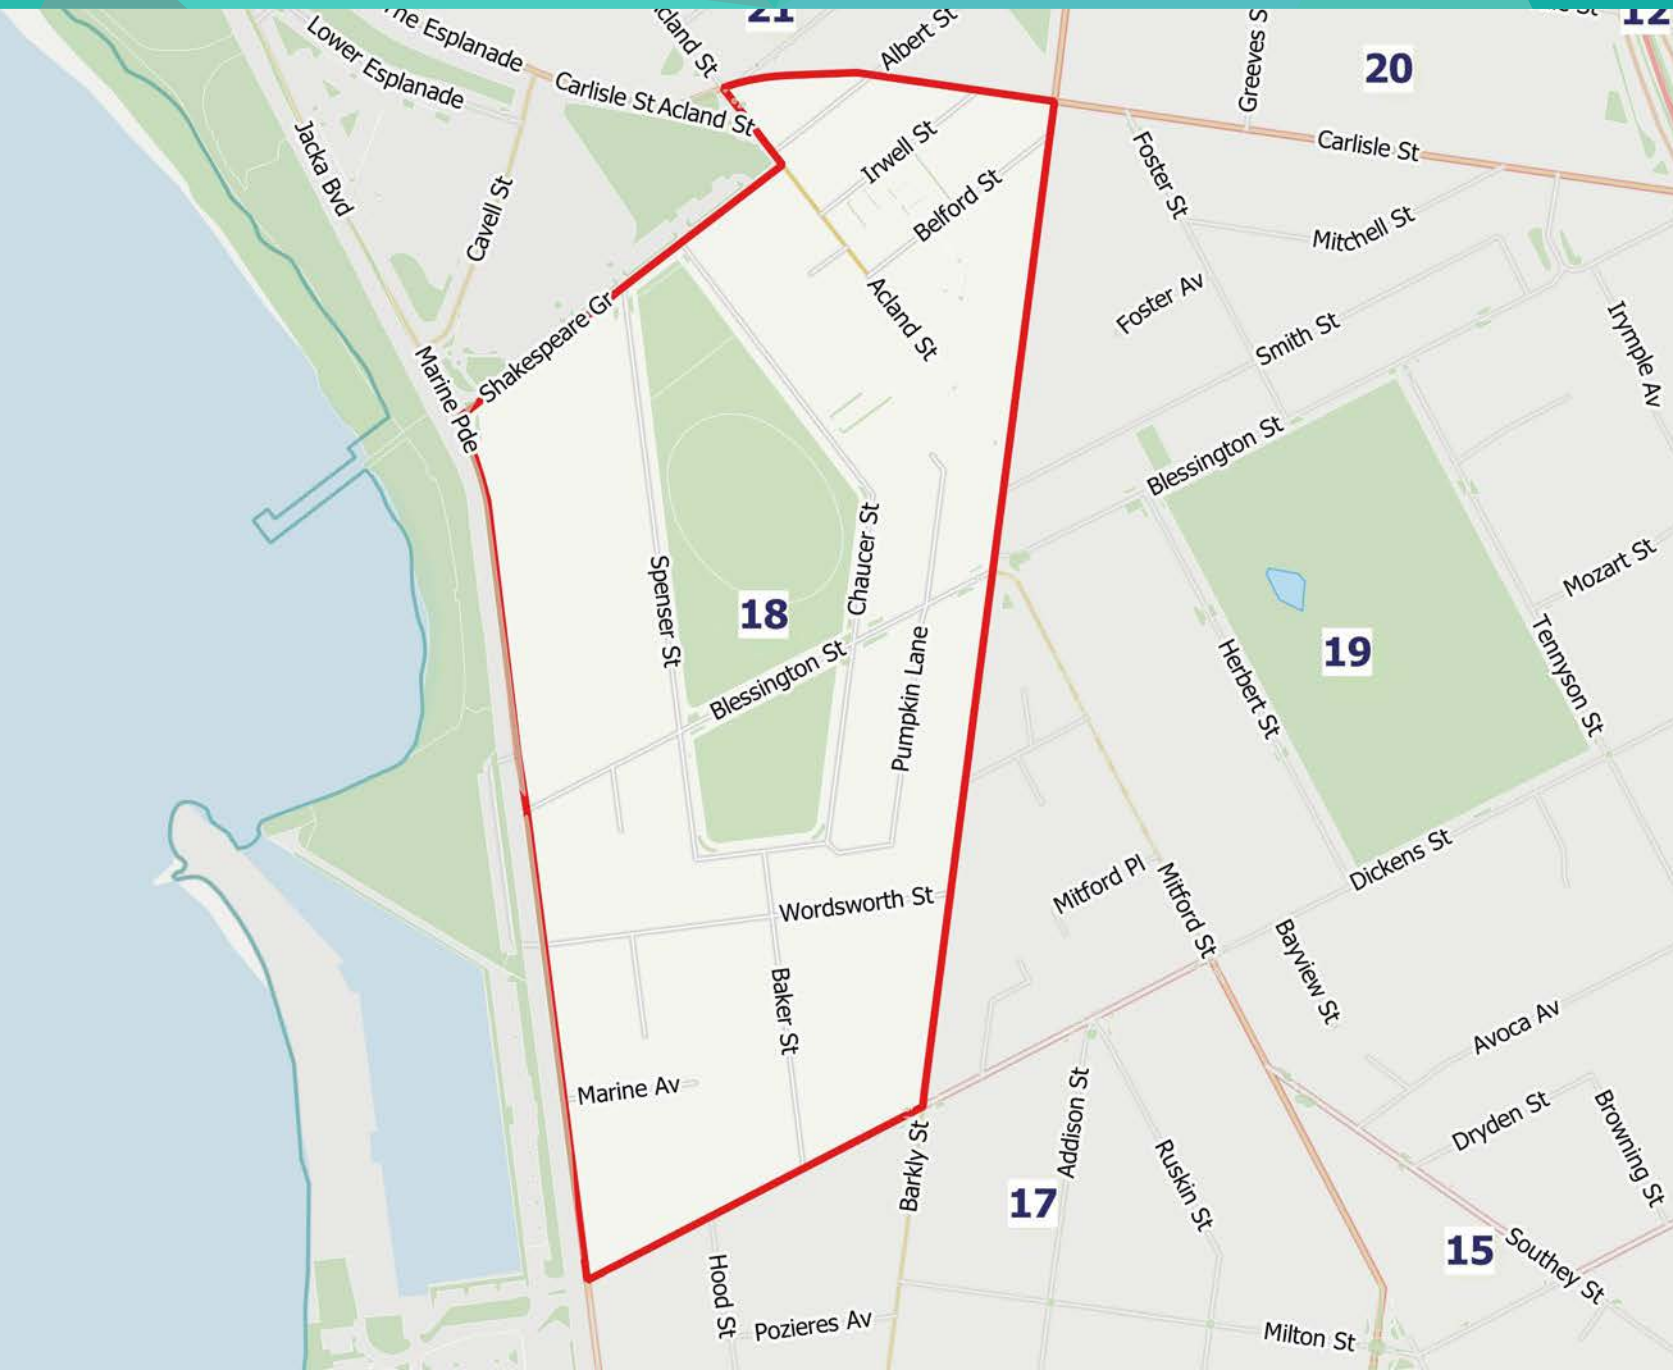 21
12
The Esplanade
Lower Esplanade
Acland St
Albert St
Greeves S
20
Carlisle St
Acland St
Carlisle St
Jacka Bvd
Cavell St
Irwell St
Belford St
Foster St
Mitchell St
Foster Av
Smith St
Irymple Av
Acland St
Shakespeare Gr
Marine Pde
Blessington St
Chaucer St
Spenser St
18
Blessington St
Pumpkin Lane
Mozart St
Tennyson St
19
Herbert St
Dickens St
Mitford Pl
Mitford St
Wordsworth St
Bayview St
Baker St
Avoca Av
Marine Av
Addison St
Dryden St
Browning St
Barkly St
Ruskin St
17
15
Southey St
Hood St
Pozieres Av
Milton St